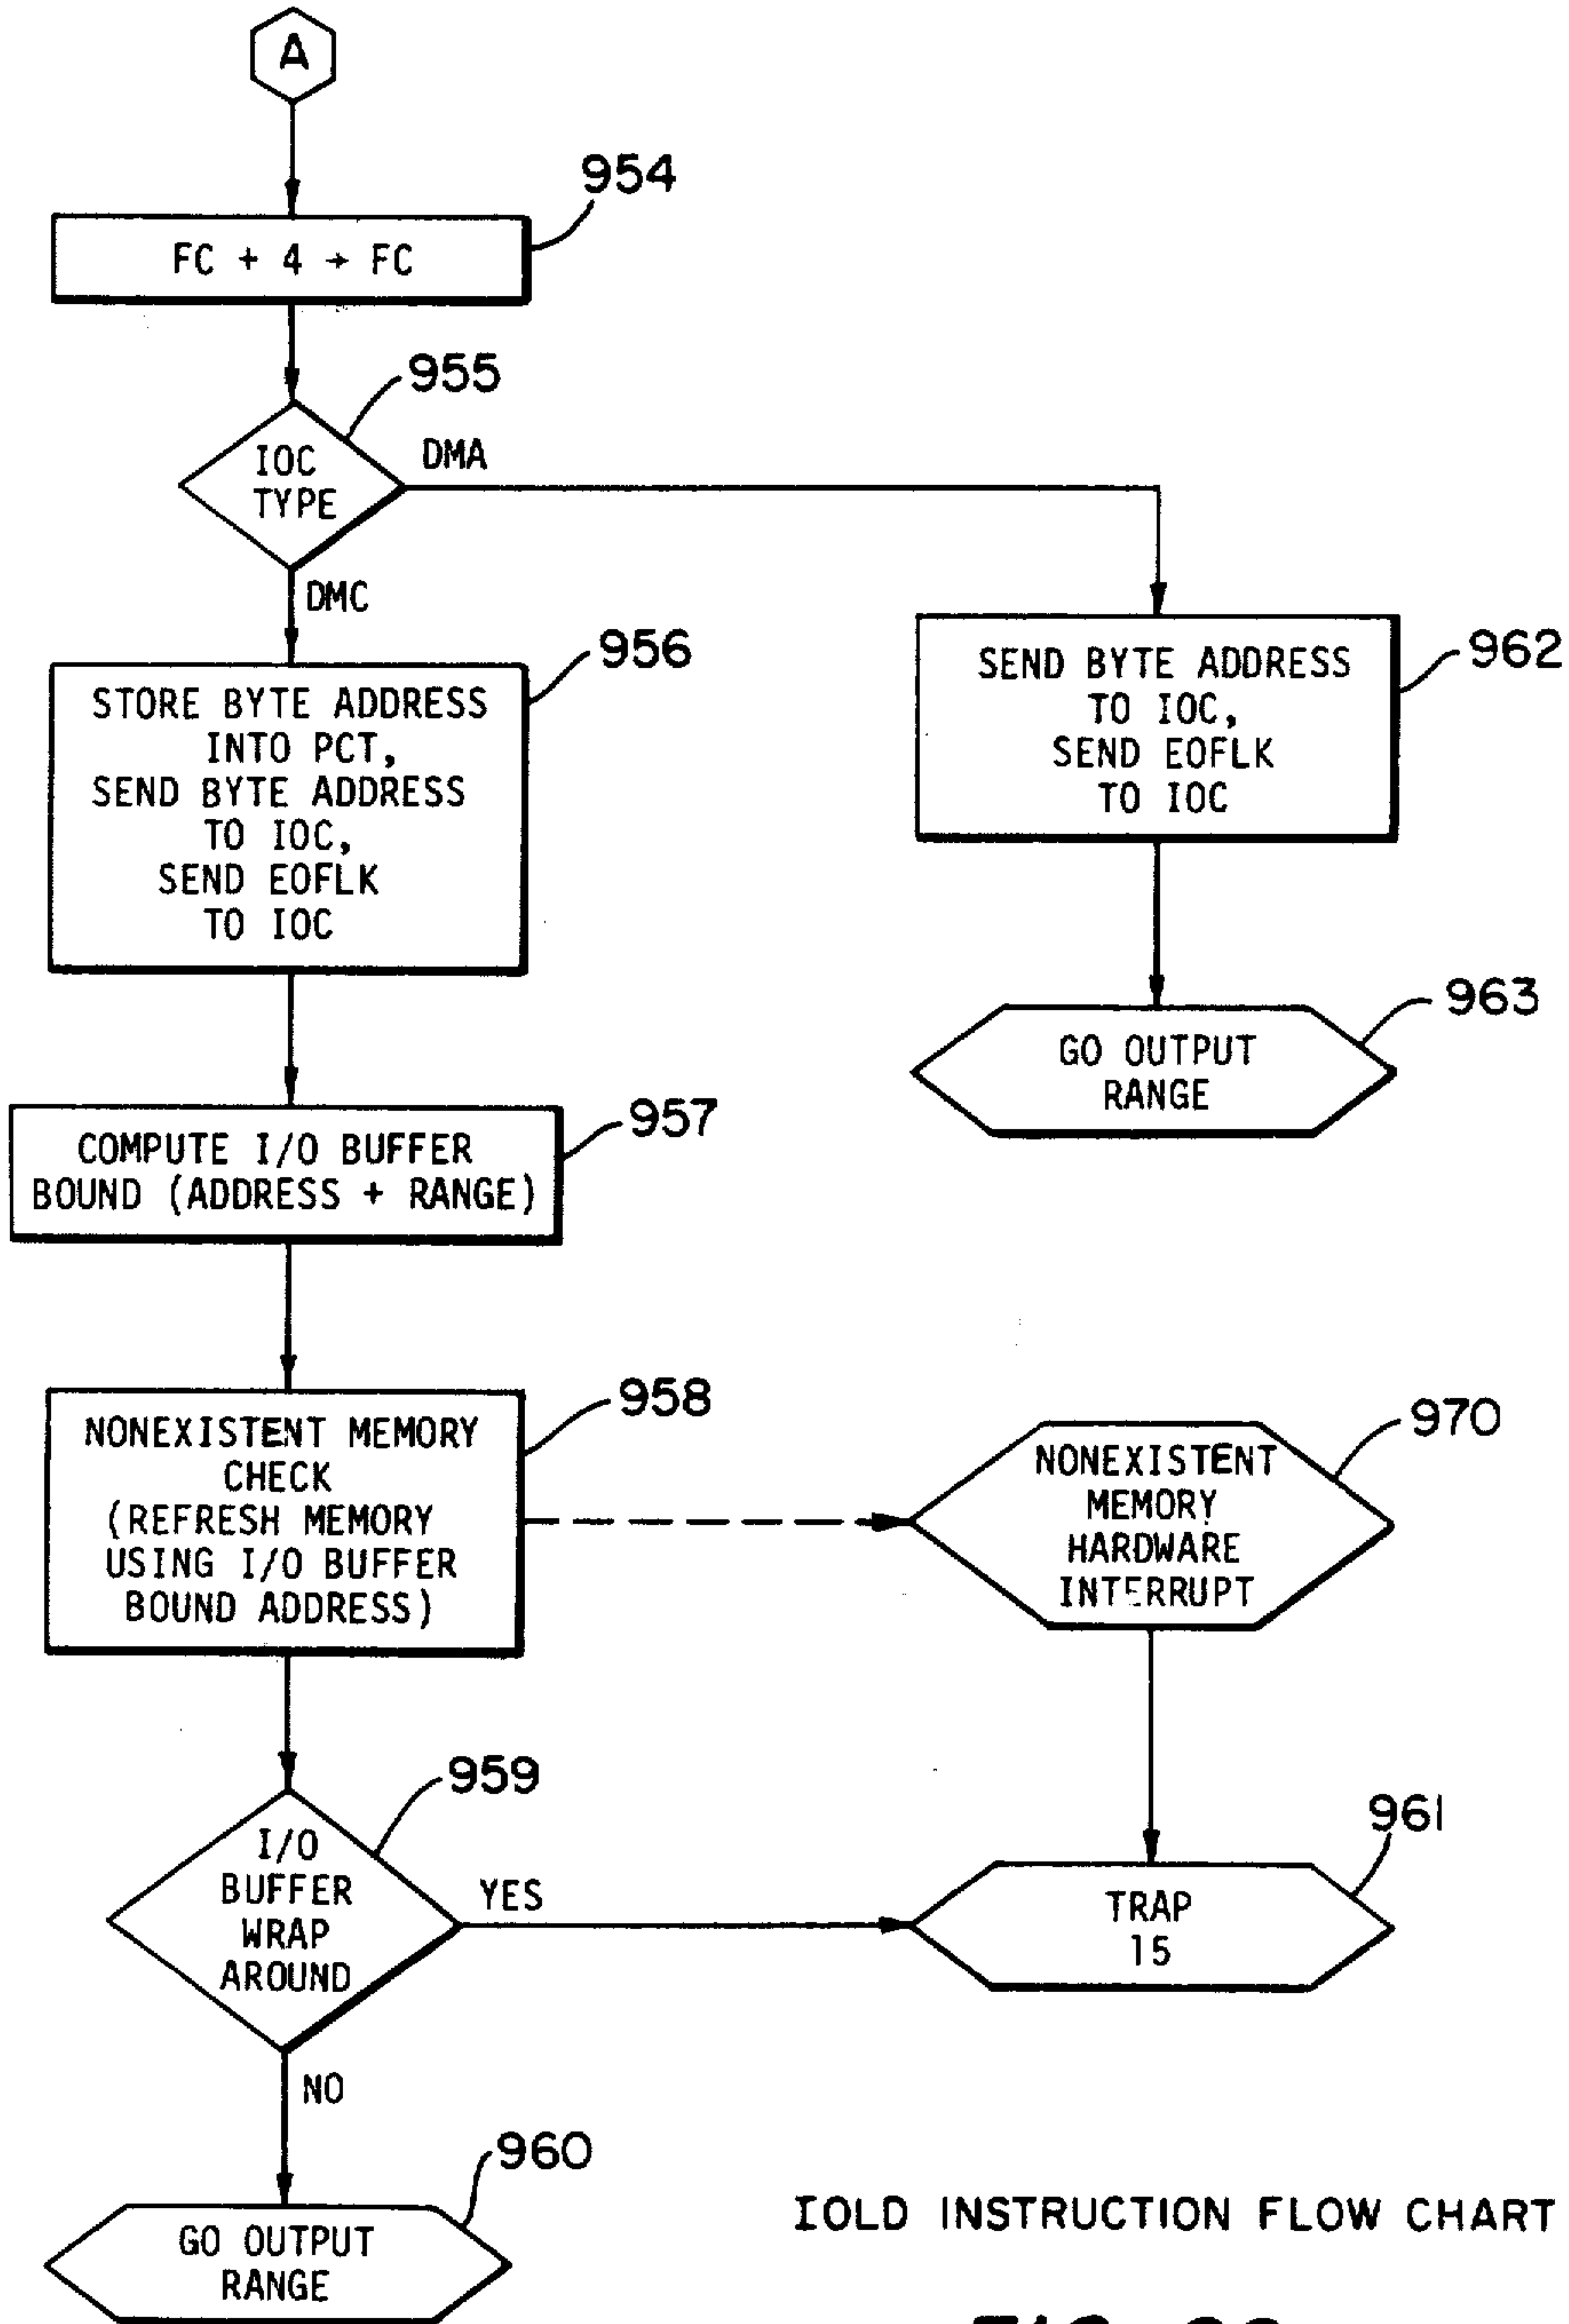 A
954
FC + 4 → FC
955
IOC
TYPE
DMA
DMC
956
STORE BYTE ADDRESS
INTO PCT,
SEND BYTE ADDRESS
TO IOC,
SEND EOFLK
TO IOC
962
SEND BYTE ADDRESS
TO IOC,
SEND EOFLK
TO IOC
963
GO OUTPUT
RANGE
957
COMPUTE I/O BUFFER
BOUND (ADDRESS + RANGE)
958
NONEXISTENT MEMORY
CHECK
(REFRESH MEMORY
USING I/O BUFFER
BOUND ADDRESS)
970
NONEXISTENT
MEMORY
HARDWARE
INTERRUPT
959
I/O
BUFFER
WRAP
AROUND
YES
961
TRAP
15
NO
960
GO OUTPUT
RANGE
IOLD INSTRUCTION FLOW CHART